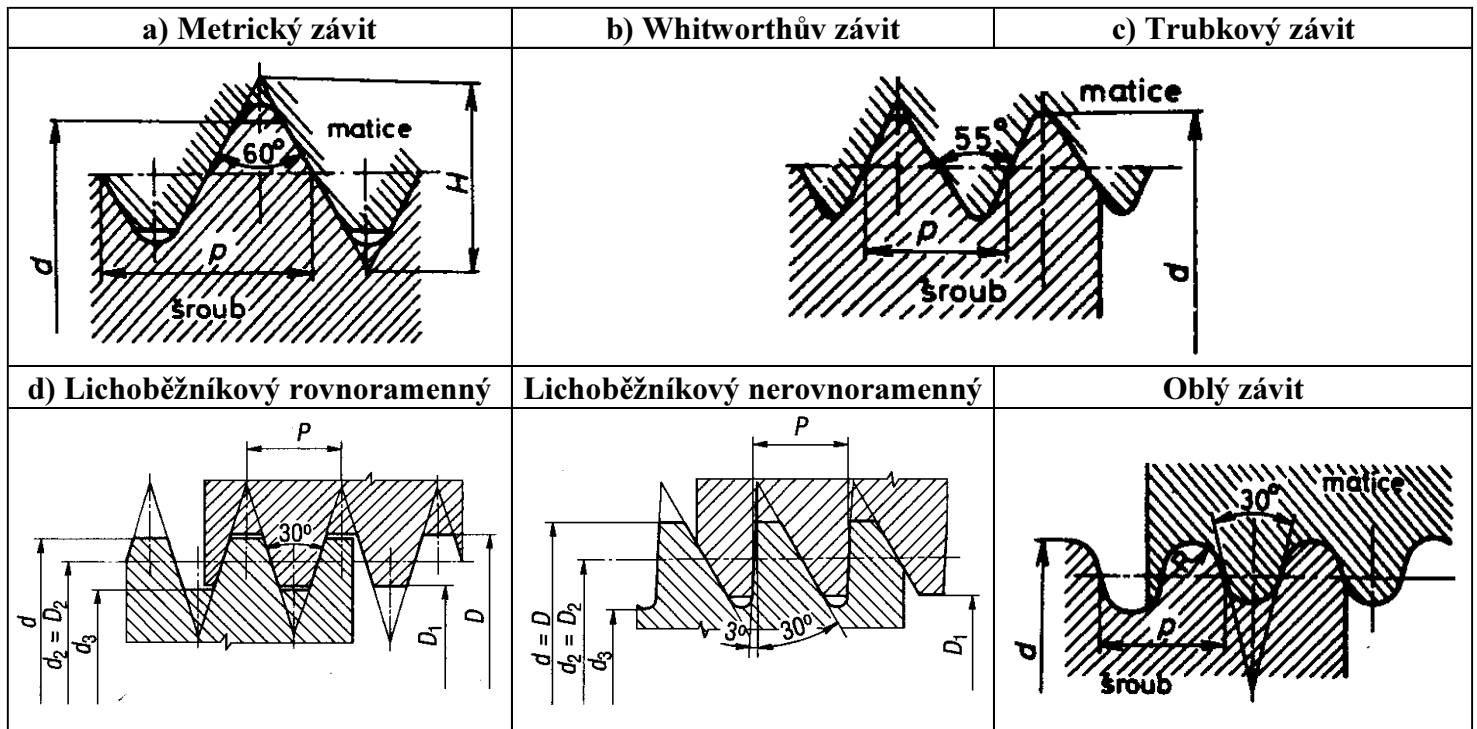 a) Metrický závit
b) Whitworthův závit
c) Trubkový závit
matice
60°
H
d
p
šroub
matice
55°
p
šroub
d
d) Lichoběžníkový rovnoramenný
Lichoběžníkový nerovnoramenný
Oblý závit
P
30°
d
d₂ = D₂
d₃
D₁
D
P
3°
30°
d = D
d₂ = D₂
d₃
D₁
matice
30°
R
p
d
šroub